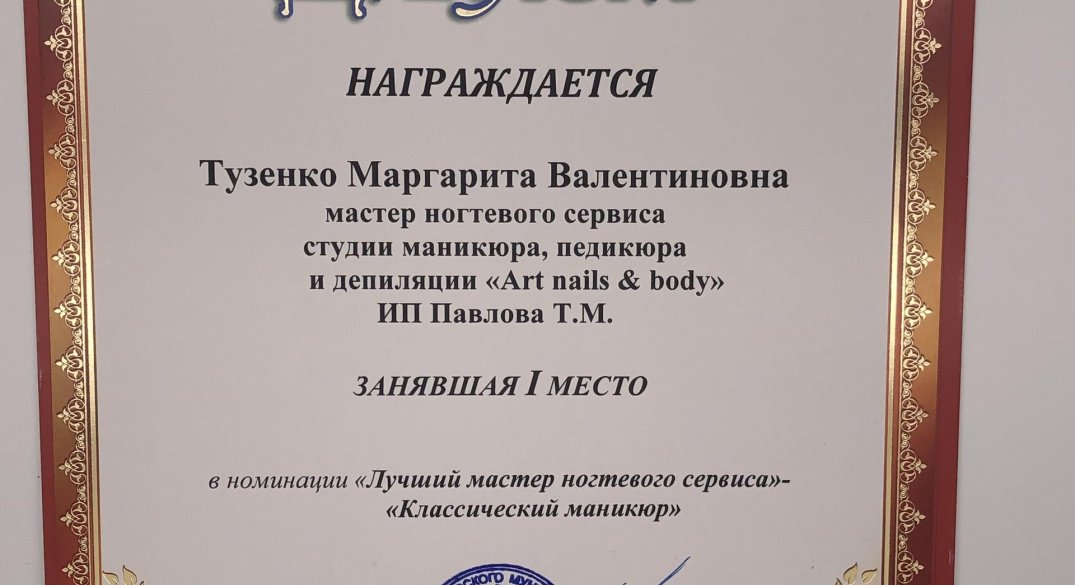 НАГРАЖДАЕТСЯ
Тузенко Маргарита Валентиновна
мастер ногтевого сервиса
студии маникюра, педикюра
и депиляции «Art nails & body»
ИП Павлова Т.М.
ЗАНЯВШАЯ I МЕСТО
в номинации «Лучший мастер ногтевого сервиса»-
«Классический маникюр»